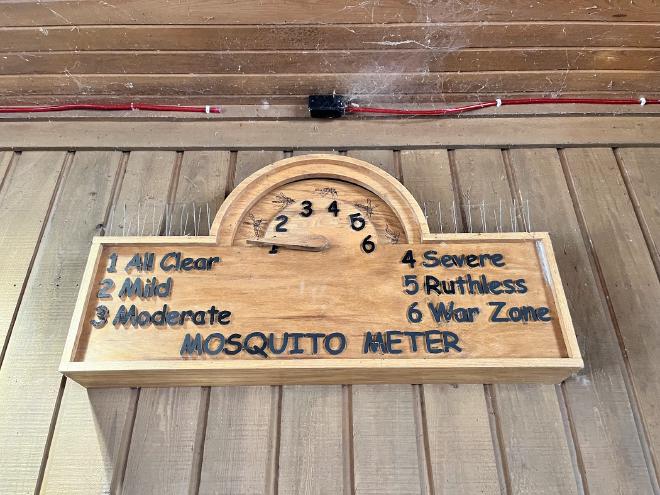 1 2 3 4 5 6
1 All Clear
2 Mild
3 Moderate
4 Severe
5 Ruthless
6 War Zone
MOSQUITO METER